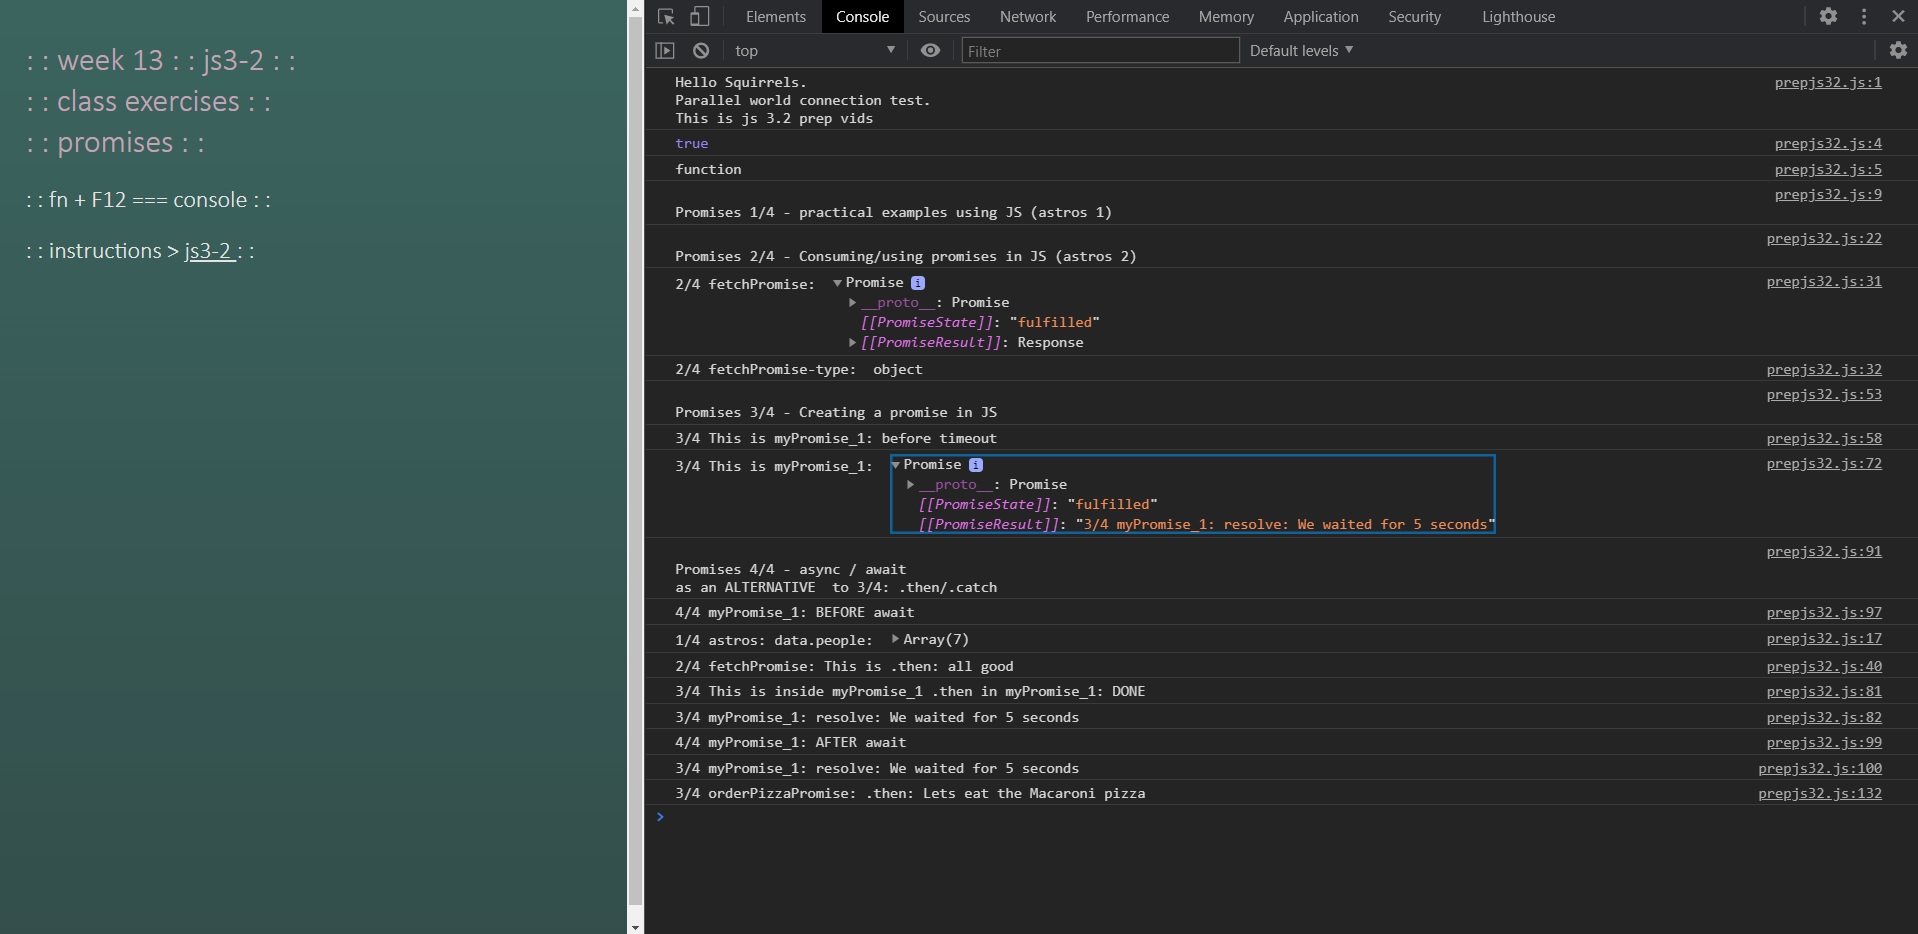 : : week 13 : : js3-2 : :
: : class exercises : :
: : promises : :
: : fn + F12 === console : :
: : instructions > js3-2 : :
Elements Console Sources Network Performance Memory Application Security Lighthouse
top Filter Default levels
Hello Squirrels. prepjs32.js:1
Parallel world connection test.
This is js 3.2 prep vids
true prepjs32.js:4
function prepjs32.js:5
prepjs32.js:9
Promises 1/4 - practical examples using JS (astros 1)
prepjs32.js:22
Promises 2/4 - Consuming/using promises in JS (astros 2)
2/4 fetchPromise: Promise i prepjs32.js:31
__proto__: Promise
[[PromiseState]]: "fulfilled"
[[PromiseResult]]: Response
2/4 fetchPromise-type: object prepjs32.js:32
prepjs32.js:53
Promises 3/4 - Creating a promise in JS
3/4 This is myPromise_1: before timeout prepjs32.js:58
3/4 This is myPromise_1: Promise i prepjs32.js:72
__proto__: Promise
[[PromiseState]]: "fulfilled"
[[PromiseResult]]: "3/4 myPromise_1: resolve: We waited for 5 seconds"
prepjs32.js:91
Promises 4/4 - async / await
as an ALTERNATIVE  to 3/4: .then/.catch
4/4 myPromise_1: BEFORE await prepjs32.js:97
1/4 astros: data.people: Array(7) prepjs32.js:17
2/4 fetchPromise: This is .then: all good prepjs32.js:40
3/4 This is inside myPromise_1 .then in myPromise_1: DONE prepjs32.js:81
3/4 myPromise_1: resolve: We waited for 5 seconds prepjs32.js:82
4/4 myPromise_1: AFTER await prepjs32.js:99
3/4 myPromise_1: resolve: We waited for 5 seconds prepjs32.js:100
3/4 orderPizzaPromise: .then: Lets eat the Macaroni pizza prepjs32.js:132
>